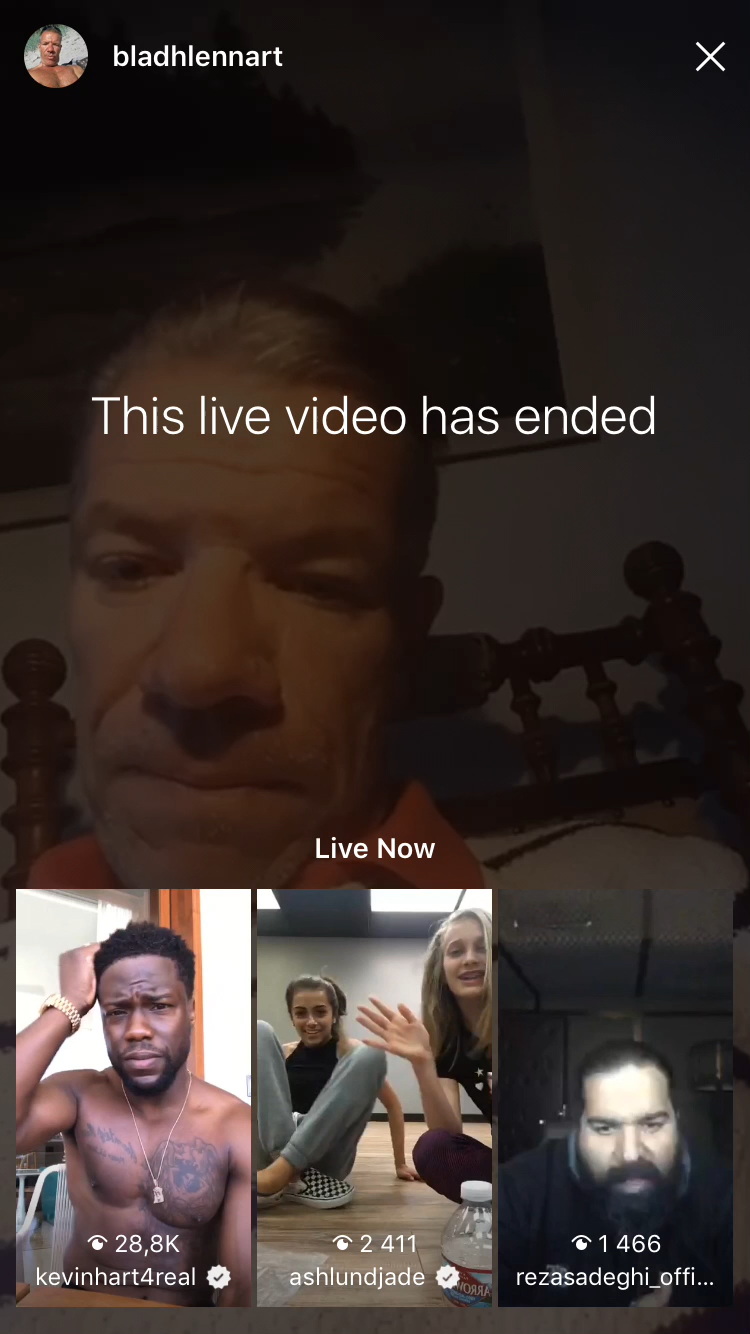 bladhlennart
This live video has ended
Live Now
28,8K
kevinhart4real
2 411
ashlundjade
1 466
rezasadeghi_offi...